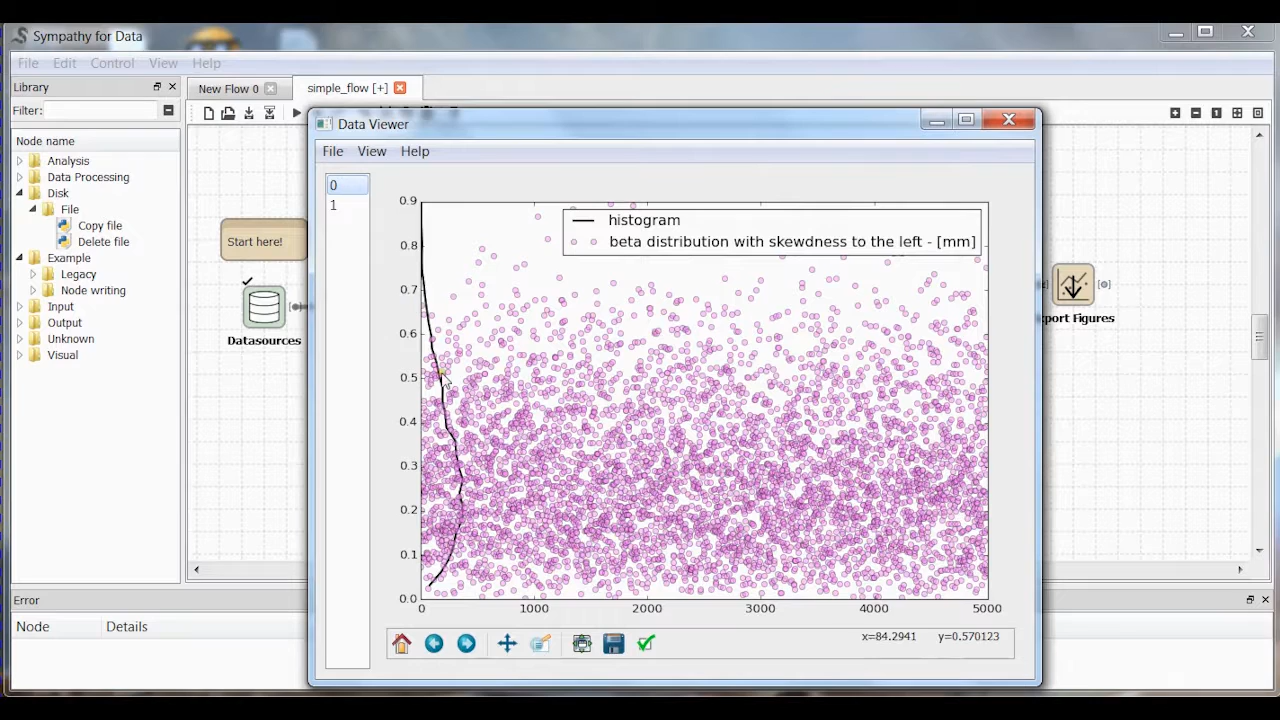 Sympathy for Data
File Edit Control View Help
Library
New Flow 0
simple_flow [+]
Filter:
Data Viewer
Node name
File View Help
Analysis
Data Processing
Disk
File
Copy file
Delete file
Example
Legacy
Node writing
Input
Output
Unknown
Visual
Start here!
Datasources
0
1
histogram
beta distribution with skewdness to the left - [mm]
0.9
0.8
0.7
0.6
0.5
0.4
0.3
0.2
0.1
0.0
0 1000 2000 3000 4000 5000
x=84.2941 y=0.570123
port Figures
Error
Node Details